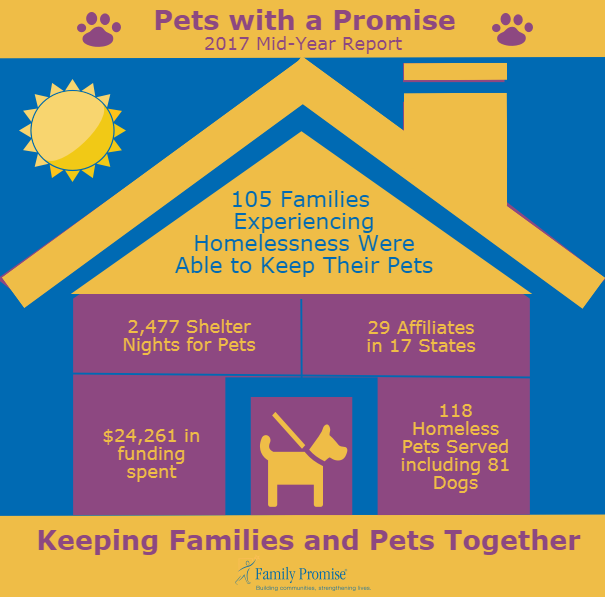 Pets with a Promise
2017 Mid-Year Report
105 Families
Experiencing
Homelessness Were
Able to Keep Their Pets
2,477 Shelter
Nights for Pets
29 Affiliates
in 17 States
$24,261 in
funding
spent
118
Homeless
Pets Served
including 81
Dogs
Keeping Families and Pets Together
Family Promise
Building communities, strengthening lives.